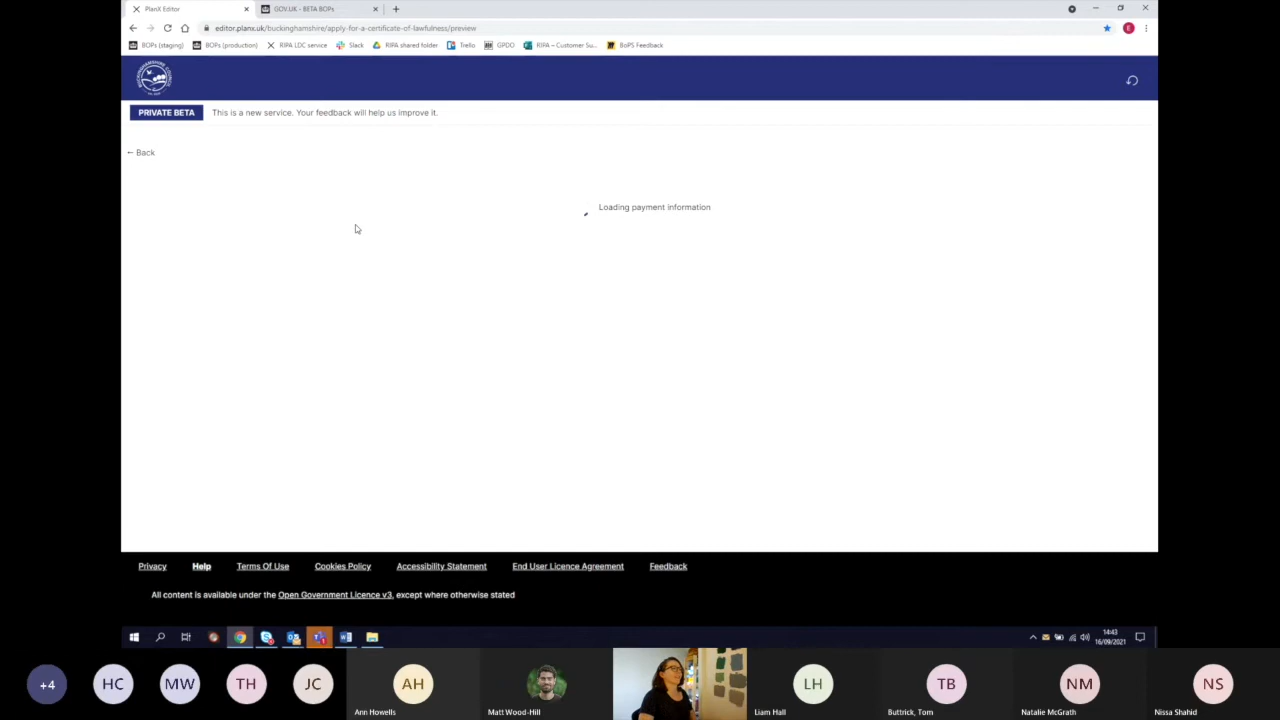 PlanX Editor
GOV.UK - BETA BOPs
editor.planx.uk/buckinghamshire/apply-for-a-certificate-of-lawfulness/preview
E
BOPs (staging)
BOPs (production)
RIPA LDC service
Slack
RIPA shared folder
Trello
GPDO
RIPA – Customer Su...
BoPS Feedback
PRIVATE BETA
This is a new service. Your feedback will help us improve it.
← Back
Loading payment information
Privacy
Help
Terms Of Use
Cookies Policy
Accessibility Statement
End User Licence Agreement
Feedback
All content is available under the Open Government Licence v3, except where otherwise stated
14:43
16/09/2021
+4
HC
MW
TH
JC
AH
LH
TB
NM
NS
Ann Howells
Matt Wood-Hill
Liam Hall
Buttrick, Tom
Natalie McGrath
Nissa Shahid